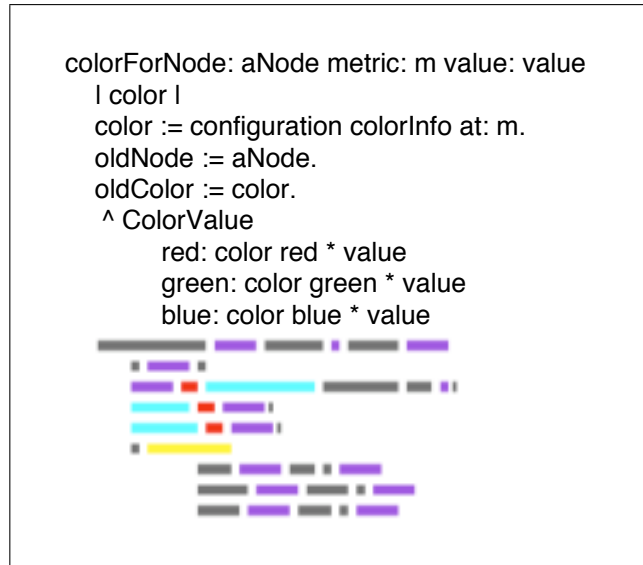 colorForNode: aNode metric: m value: value
| color |
color := configuration colorInfo at: m.
oldNode := aNode.
oldColor := color.
^ ColorValue
red: color red * value
green: color green * value
blue: color blue * value